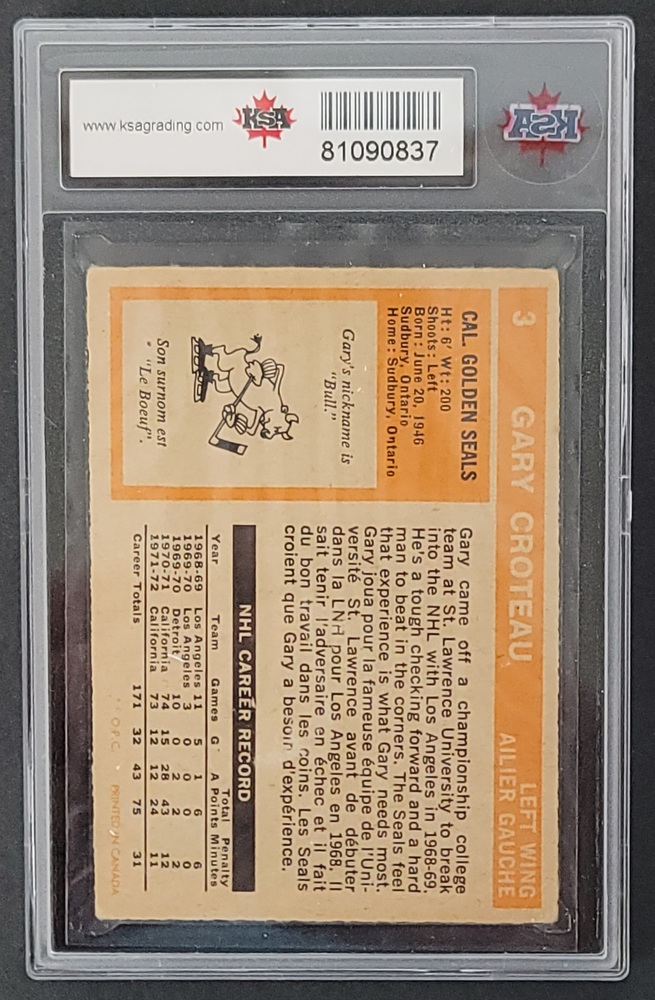 www.ksagrading.com
KSA
81090837
KSA
3 GARY CROTEAU
LEFT WING
AILIER GAUCHE
CAL. GOLDEN SEALS
Ht: 6' Wt: 200
Shoots: Left
Born: June 20, 1946
Sudbury, Ontario
Home: Sudbury, Ontario
Gary's nickname is
"Bull."
Son surnom est
"Le Boeuf".
Gary came off a championship college
team at St. Lawrence University to break
into the NHL with Los Angeles in 1968-69.
He's a tough checking forward and a hard
man to beat in the corners. The Seals feel
that experience is what Gary needs most.
Gary joua pour la fameuse équipe de l'Uni-
versité St. Lawrence avant de débuter
dans la LNH pour Los Angeles en 1968. Il
sait tenir l'adversaire en échec et il fait
du bon travail dans les coins. Les Seals
croient que Gary a besoin d'expérience.
NHL CAREER RECORD
Total Penalty
Year Team Games G A Points Minutes
1968-69 Los Angeles 11 5 1 6 6
1969-70 Los Angeles 3 0 0 0 0
1969-70 Detroit 10 0 2 2 2
1970-71 California 74 15 28 43 12
1971-72 California 73 12 12 24 11
Career Totals 171 32 43 75 31
O.P.C. PRINTED IN CANADA